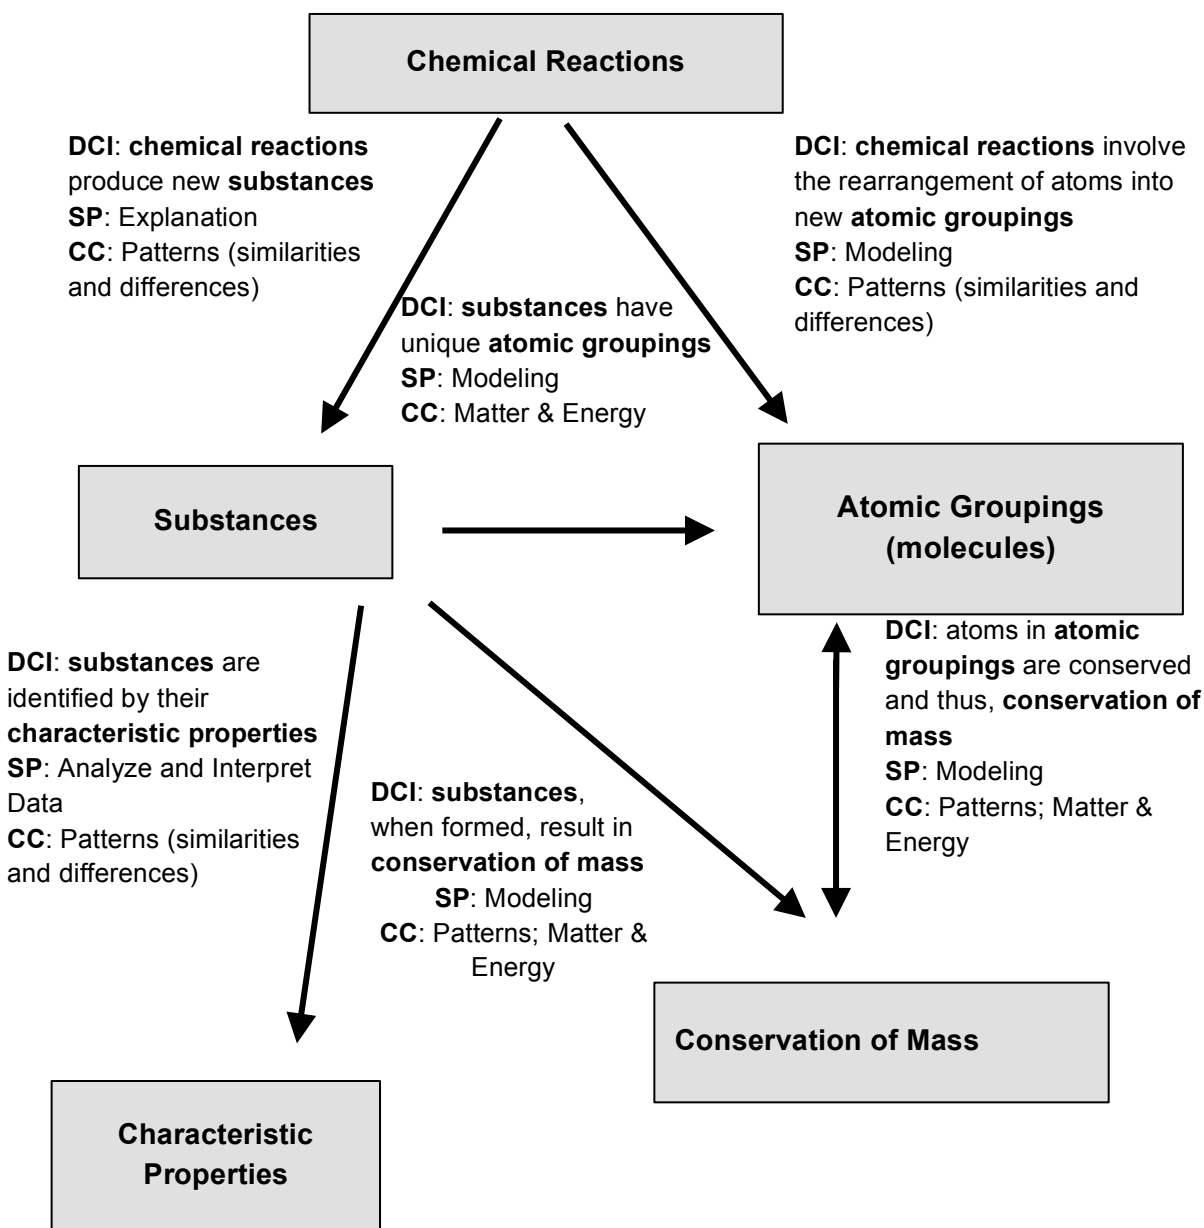 Chemical Reactions
DCI: chemical reactions
produce new substances
SP: Explanation
CC: Patterns (similarities
and differences)
DCI: chemical reactions involve
the rearrangement of atoms into
new atomic groupings
SP: Modeling
CC: Patterns (similarities and
differences)
DCI: substances have
unique atomic groupings
SP: Modeling
CC: Matter & Energy
Substances
Atomic Groupings
(molecules)
DCI: substances are
identified by their
characteristic properties
SP: Analyze and Interpret
Data
CC: Patterns (similarities
and differences)
DCI: substances,
when formed, result in
conservation of mass
SP: Modeling
CC: Patterns; Matter &
Energy
DCI: atoms in atomic
groupings are conserved
and thus, conservation of
mass
SP: Modeling
CC: Patterns; Matter &
Energy
Conservation of Mass
Characteristic
Properties